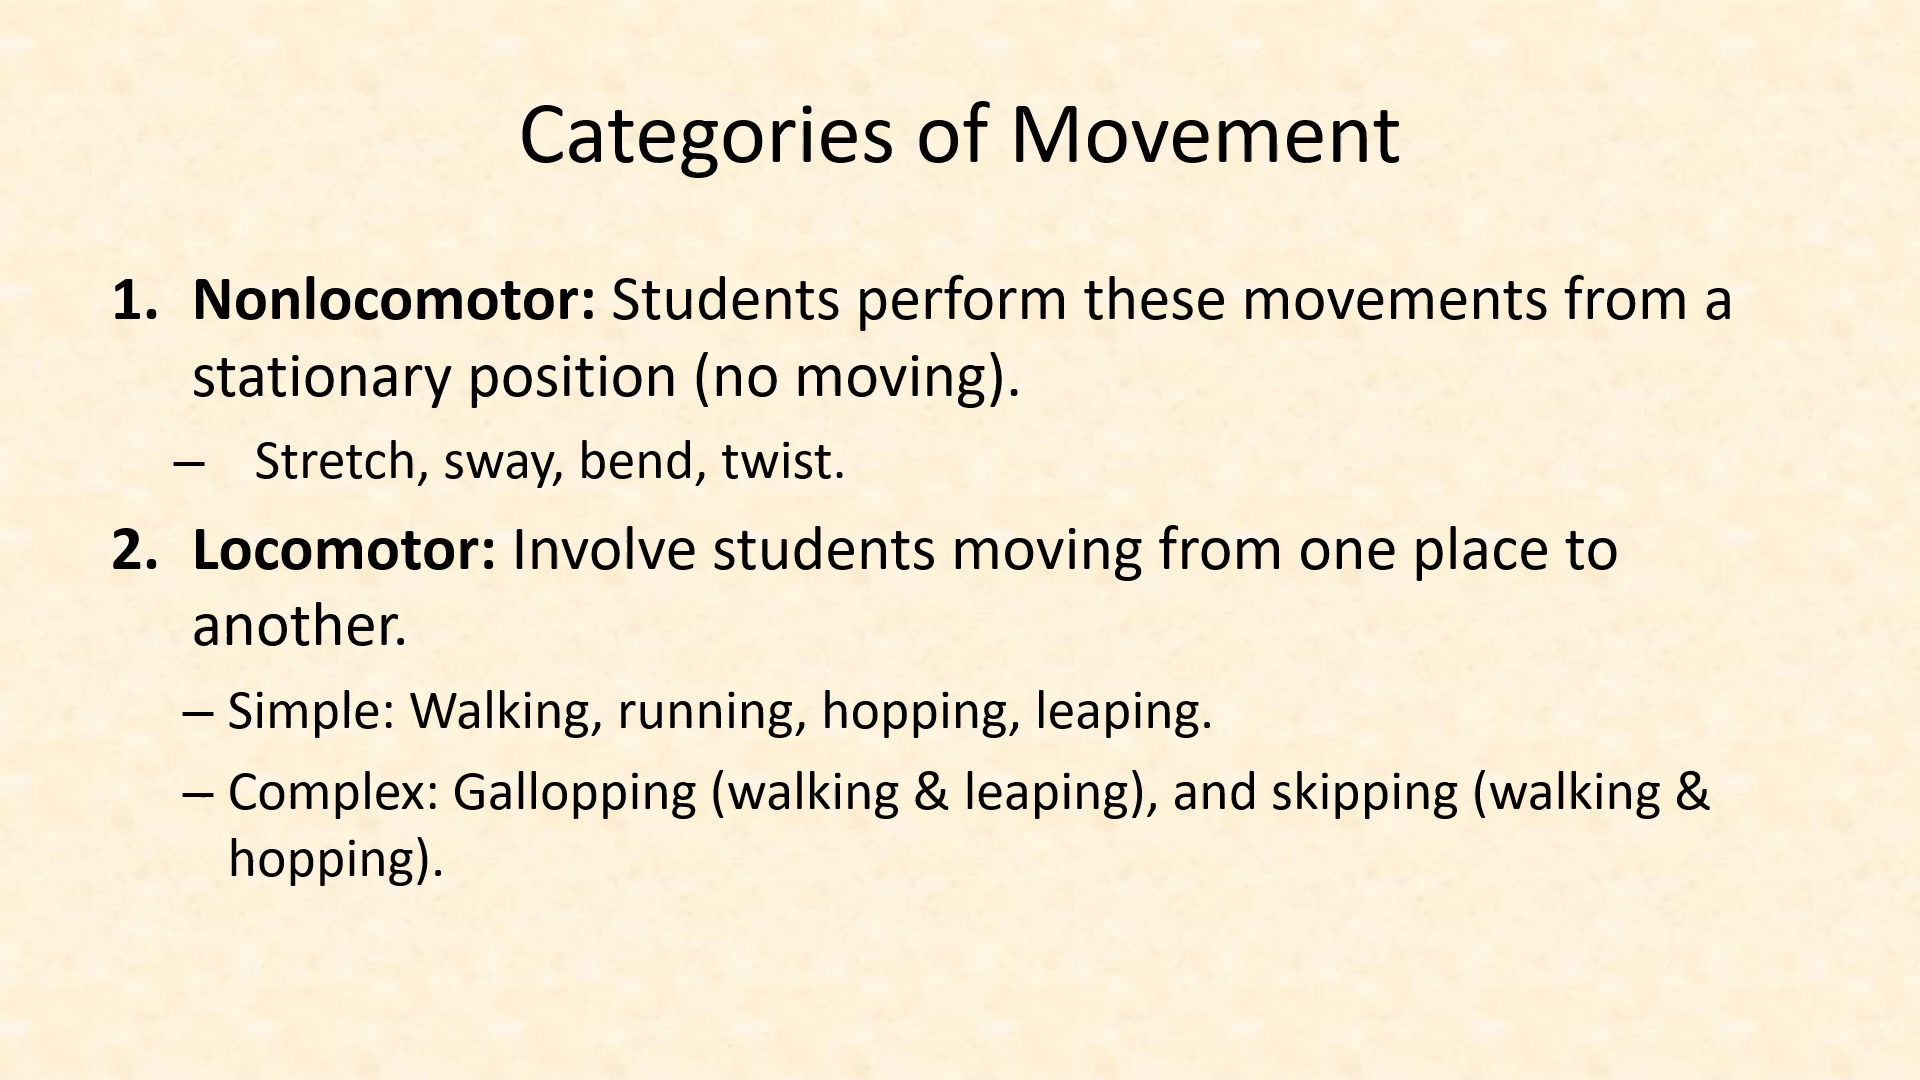 Categories of Movement
1. Nonlocomotor: Students perform these movements from a
stationary position (no moving).
– Stretch, sway, bend, twist.
2. Locomotor: Involve students moving from one place to
another.
– Simple: Walking, running, hopping, leaping.
– Complex: Gallopping (walking & leaping), and skipping (walking &
hopping).